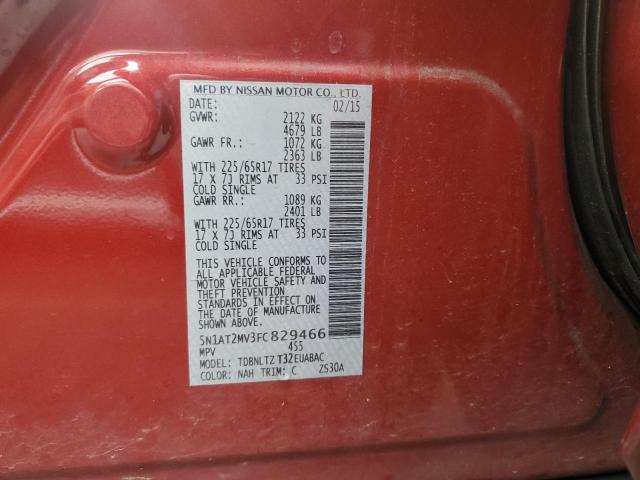 MFD BY NISSAN MOTOR CO., LTD.
DATE: 02/15
GVWR: 2122 KG
4679 LB
GAWR FR.: 1072 KG
2363 LB
WITH 225/65R17 TIRES
17 X 7J RIMS AT 33 PSI
COLD SINGLE
GAWR RR.: 1089 KG
2401 LB
WITH 225/65R17 TIRES
17 X 7J RIMS AT 33 PSI
COLD SINGLE
THIS VEHICLE CONFORMS TO
ALL APPLICABLE FEDERAL
MOTOR VEHICLE SAFETY AND
THEFT PREVENTION
STANDARDS IN EFFECT ON
THE DATE OF MANUFACTURE
SHOWN ABOVE.
5N1AT2MV3FC829466
MPV 455
MODEL: TDBNLTZ T32EUABAC
COLOR: NAH TRIM: C ZS30A